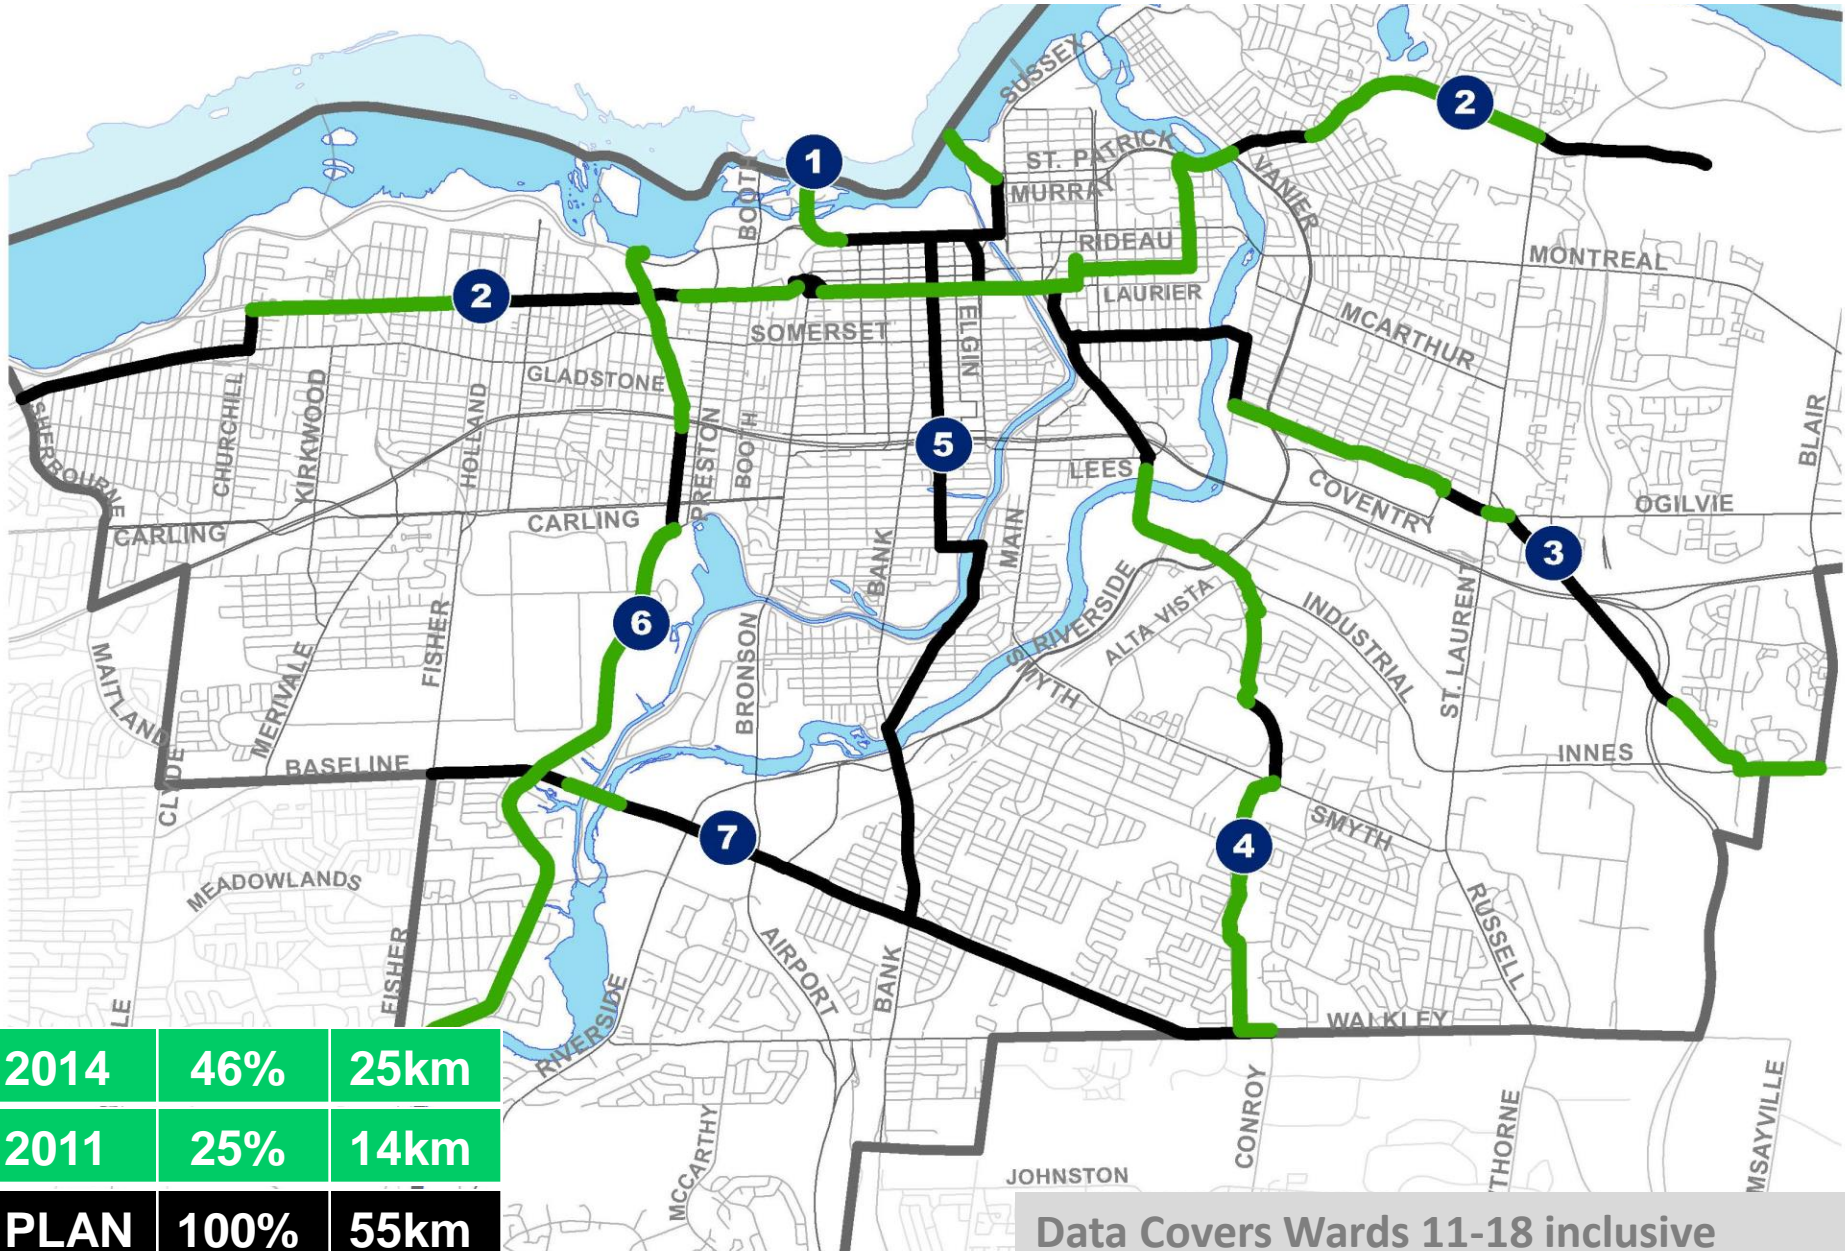 SUSSEX
2
ST. PATRICK
1
BOOTH
MURRAY
VANIER
RIDEAU
MONTREAL
2
LAURIER
SOMERSET
ELGIN
MCARTHUR
GLADSTONE
CHURCHILL
KIRKWOOD
HOLLAND
PRESTON
BOOTH
5
BLAIR
SHERBOURNE
LEES
COVENTRY
OGILVIE
CARLING
CARLING
BANK
MAIN
3
6
FISHER
BRONSON
RIVERSIDE
ALTA VISTA
INDUSTRIAL
ST. LAURENT
MAITLAND
MERIVALE
SMYTH
CLYDE
BASELINE
INNES
7
4
SMYTH
MEADOWLANDS
RUSSELL
FISHER
AIRPORT
BANK
RIVERSIDE
WALKLEY
LE
2014 46% 25km
2011 25% 14km
PLAN 100% 55km
MCCARTHY
CONROY
THORNE
MSAYVILLE
JOHNSTON
Data Covers Wards 11-18 inclusive